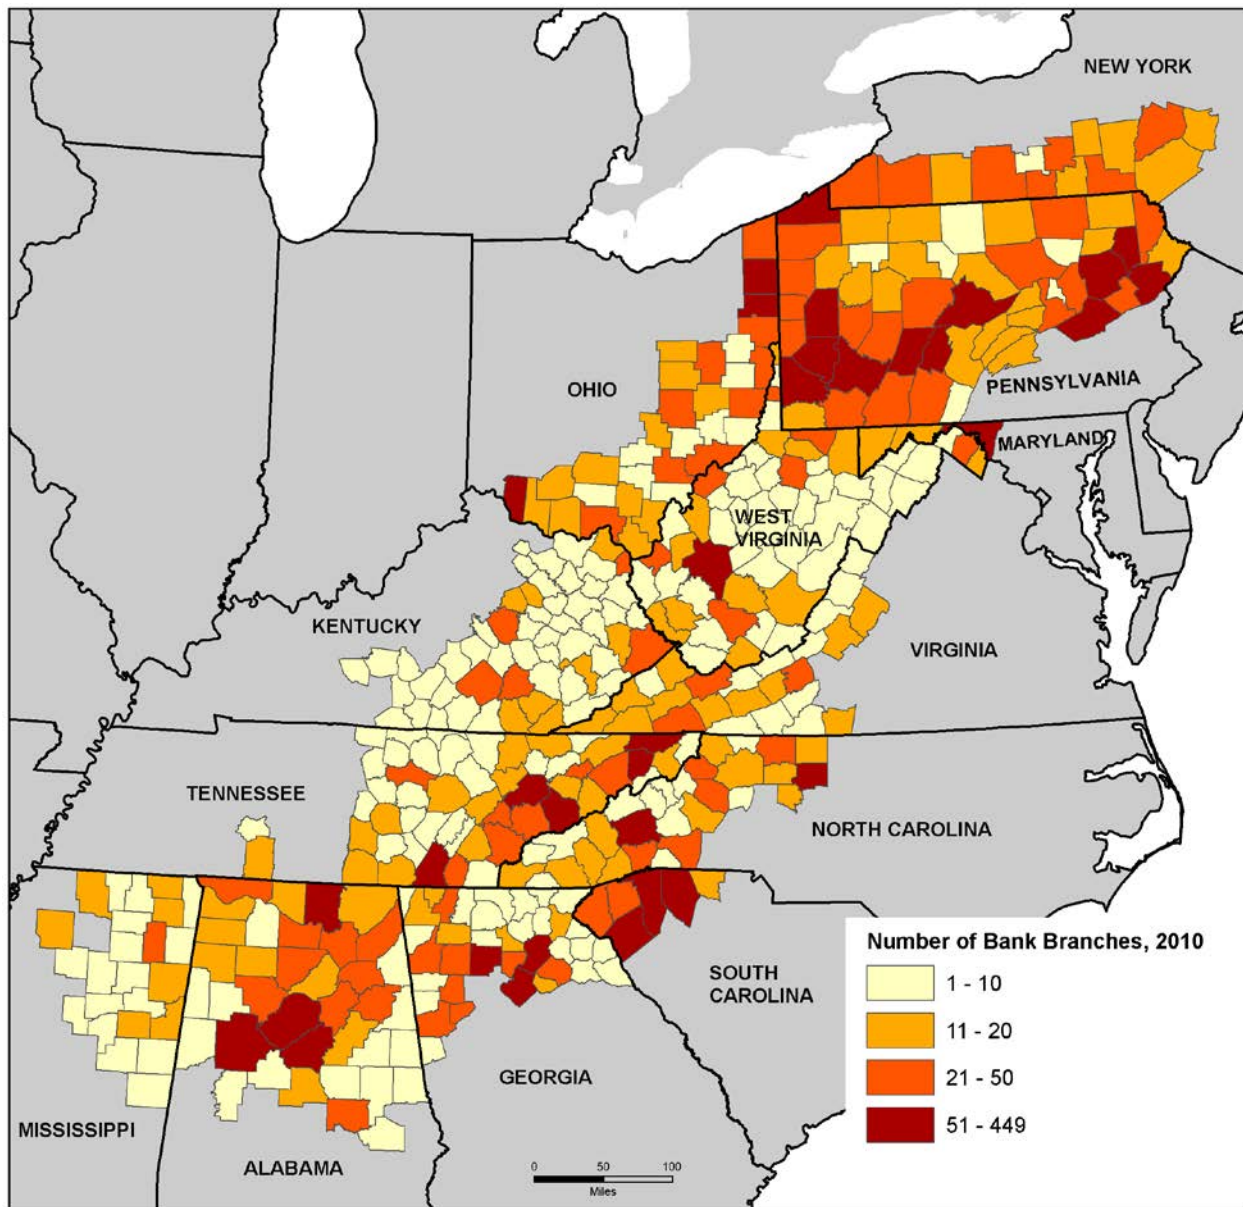 NEW YORK
OHIO
PENNSYLVANIA
MARYLAND
WEST
VIRGINIA
KENTUCKY
VIRGINIA
TENNESSEE
NORTH CAROLINA
SOUTH
CAROLINA
GEORGIA
MISSISSIPPI
ALABAMA
Number of Bank Branches, 2010
1 - 10
11 - 20
21 - 50
51 - 449
0 50 100
Miles